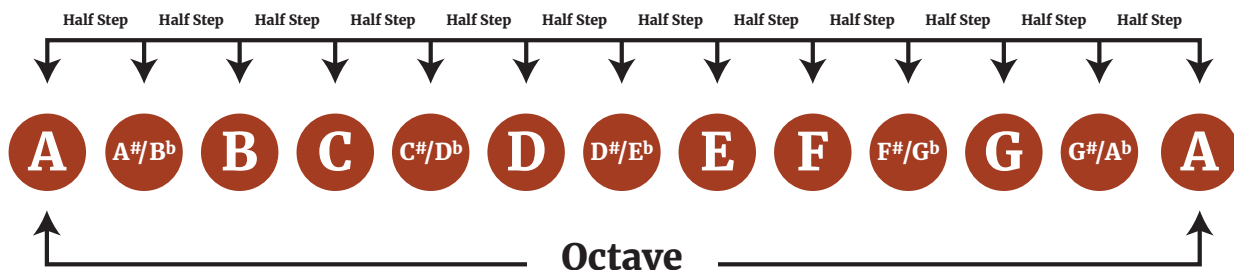 Half Step Half Step Half Step Half Step Half Step Half Step Half Step Half Step Half Step Half Step Half Step Half Step
A A#/Bb B C C#/Db D D#/Eb E F F#/Gb G G#/Ab A
Octave